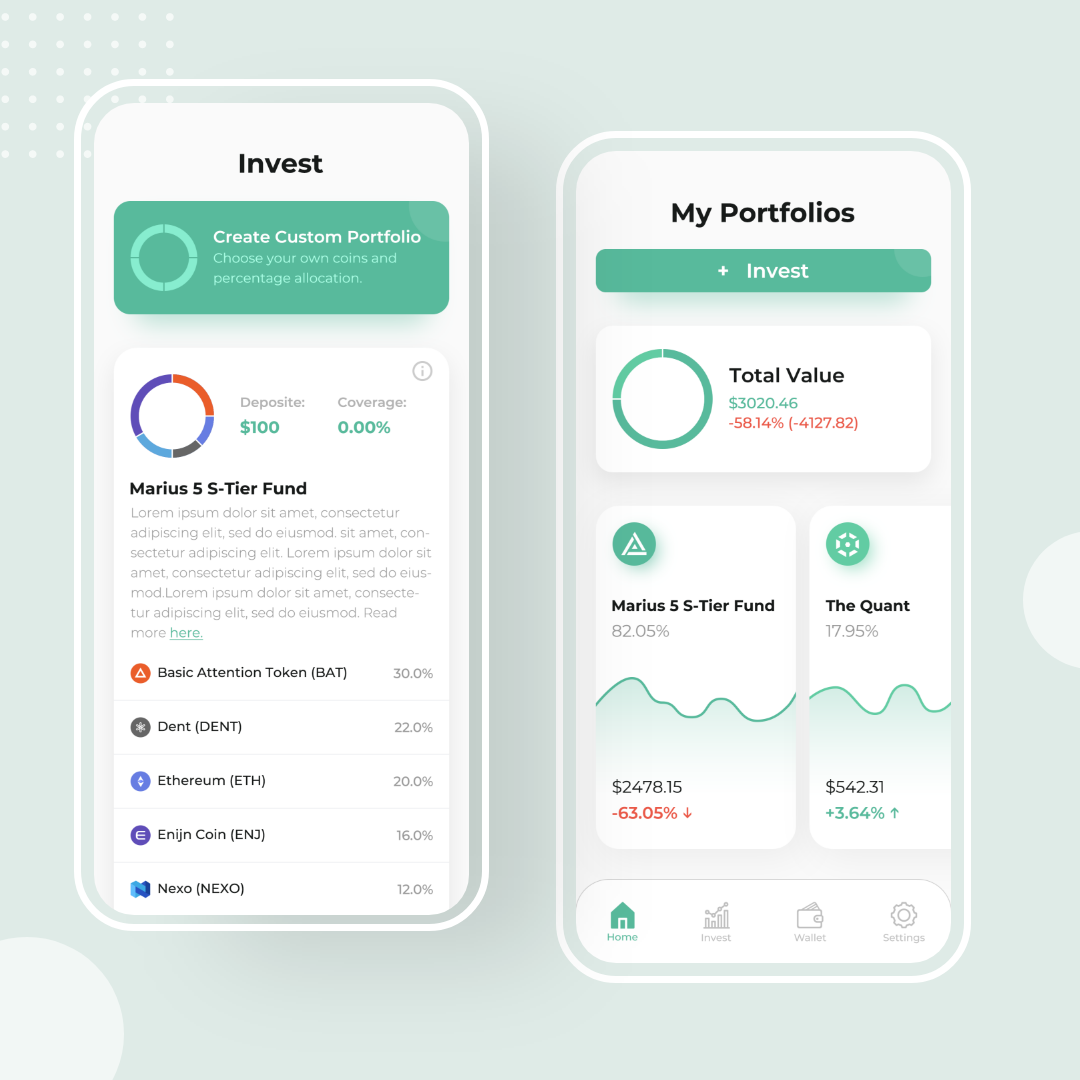 Invest
Create Custom Portfolio
Choose your own coins and
percentage allocation.
Deposite:
Coverage:
$100
0.00%
Marius 5 S-Tier Fund
Lorem ipsum dolor sit amet, consectetur
adipiscing elit, sed do eiusmod. sit amet, con-
sectetur adipiscing elit. Lorem ipsum dolor sit
amet, consectetur adipiscing elit, sed do eius-
mod.Lorem ipsum dolor sit amet, consecte-
tur adipiscing elit, sed do eiusmod. Read
more here.
Basic Attention Token (BAT) 30.0%
Dent (DENT) 22.0%
Ethereum (ETH) 20.0%
Enijn Coin (ENJ) 16.0%
Nexo (NEXO) 12.0%
My Portfolios
+ Invest
Total Value
$3020.46
-58.14% (-4127.82)
Marius 5 S-Tier Fund
82.05%
$2478.15
-63.05% ↓
The Quant
17.95%
$542.31
+3.64% ↑
Home
Invest
Wallet
Settings